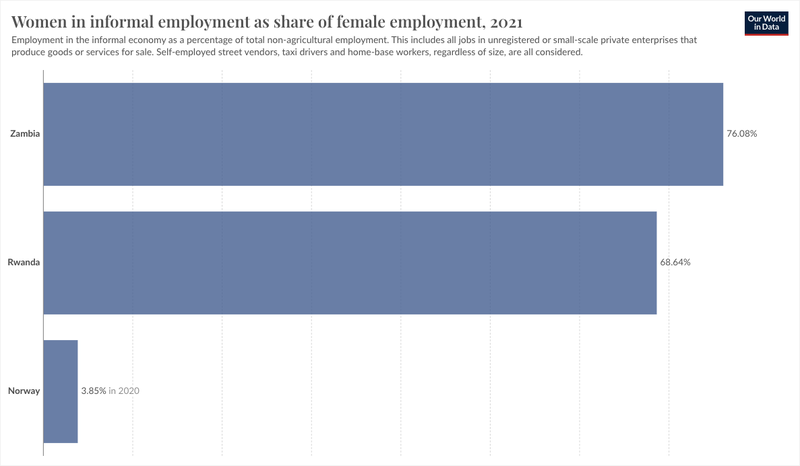 Women in informal employment as share of female employment, 2021
Our World
in Data
Employment in the informal economy as a percentage of total non-agricultural employment. This includes all jobs in unregistered or small-scale private enterprises that
produce goods or services for sale. Self-employed street vendors, taxi drivers and home-base workers, regardless of size, are all considered.
Zambia
76.08%
Rwanda
68.64%
Norway
3.85% in 2020